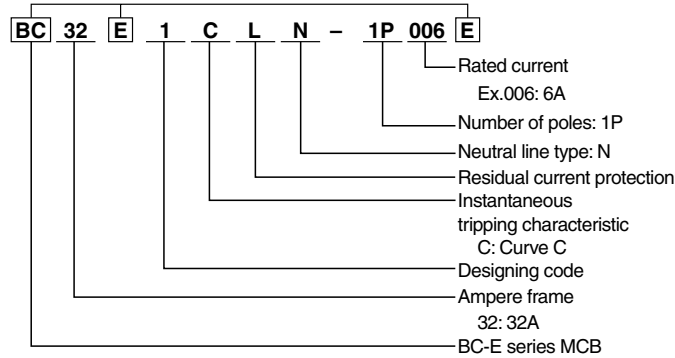 BC 32 E 1 C L N – 1P 006 E
Rated current
Ex.006: 6A
Number of poles: 1P
Neutral line type: N
Residual current protection
Instantaneous
tripping characteristic
C: Curve C
Designing code
Ampere frame
32: 32A
BC-E series MCB